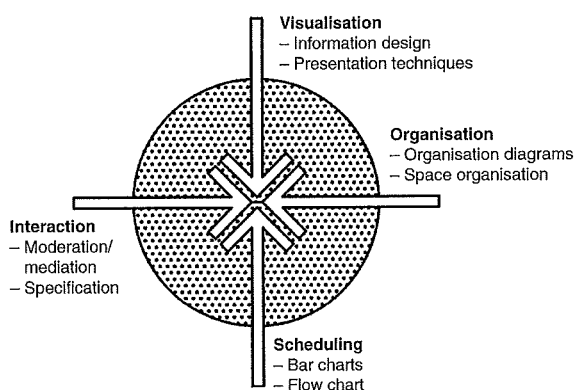 Visualisation
– Information design
– Presentation techniques
Organisation
– Organisation diagrams
– Space organisation
Interaction
– Moderation/
mediation
– Specification
Scheduling
– Bar charts
– Flow chart